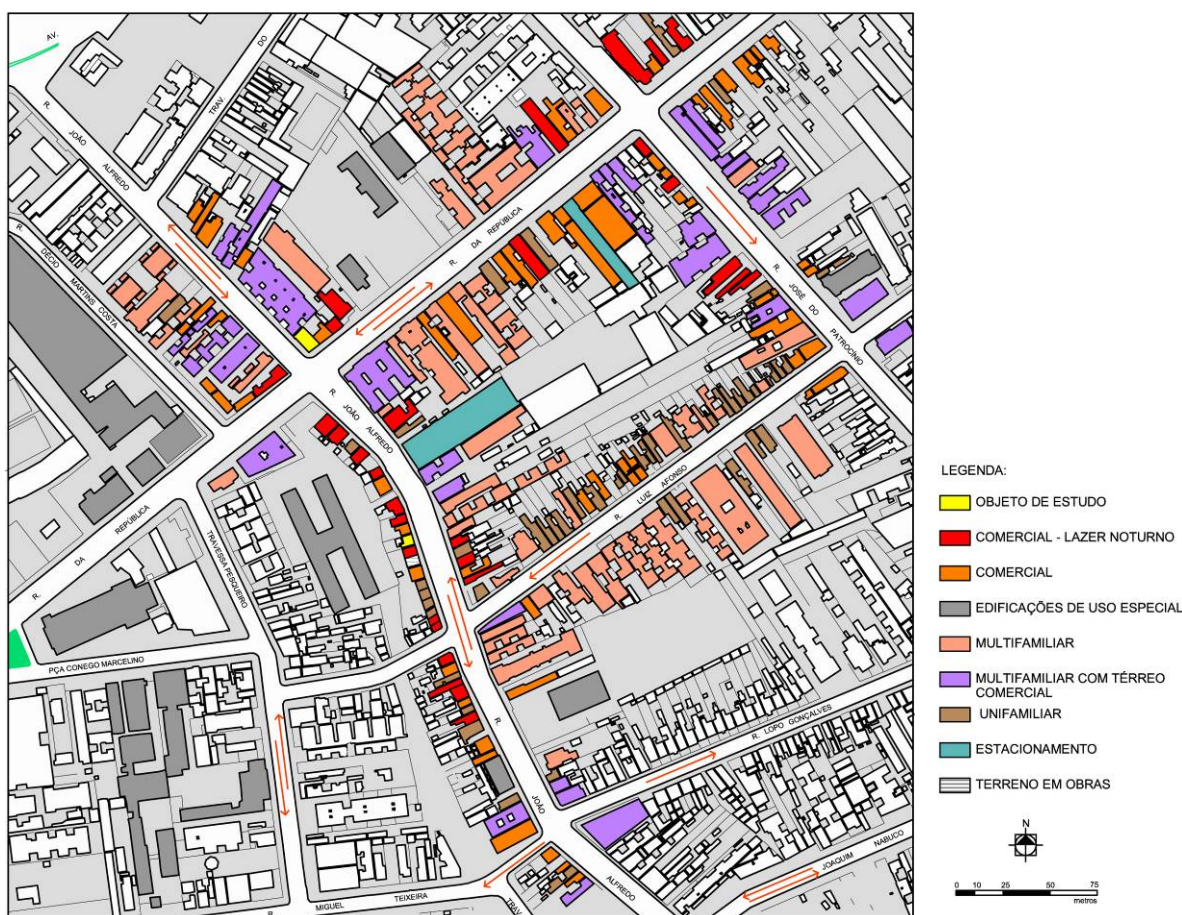 AV.
R. JOÃO ALFREDO
TRAV. DO
R. DÉCIO MARTINS COSTA
R. DA REPÚBLICA
R. JOSÉ DO PATROCÍNIO
R. JOÃO ALFREDO
R. LUIZ AFONSO
R. DA REPÚBLICA
TRAVESSA PESQUEIRO
PÇA CONEGO MARCELINO
R. LOPO GONÇALVES
R. JOÃO ALFREDO
JOAQUIM NABUCO
R. MIGUEL TEIXEIRA
TRAV.
LEGENDA:
OBJETO DE ESTUDO
COMERCIAL - LAZER NOTURNO
COMERCIAL
EDIFICAÇÕES DE USO ESPECIAL
MULTIFAMILIAR
MULTIFAMILIAR COM TÉRREO
COMERCIAL
UNIFAMILIAR
ESTACIONAMENTO
TERRENO EM OBRAS
N
0 10 25 50 75
metros